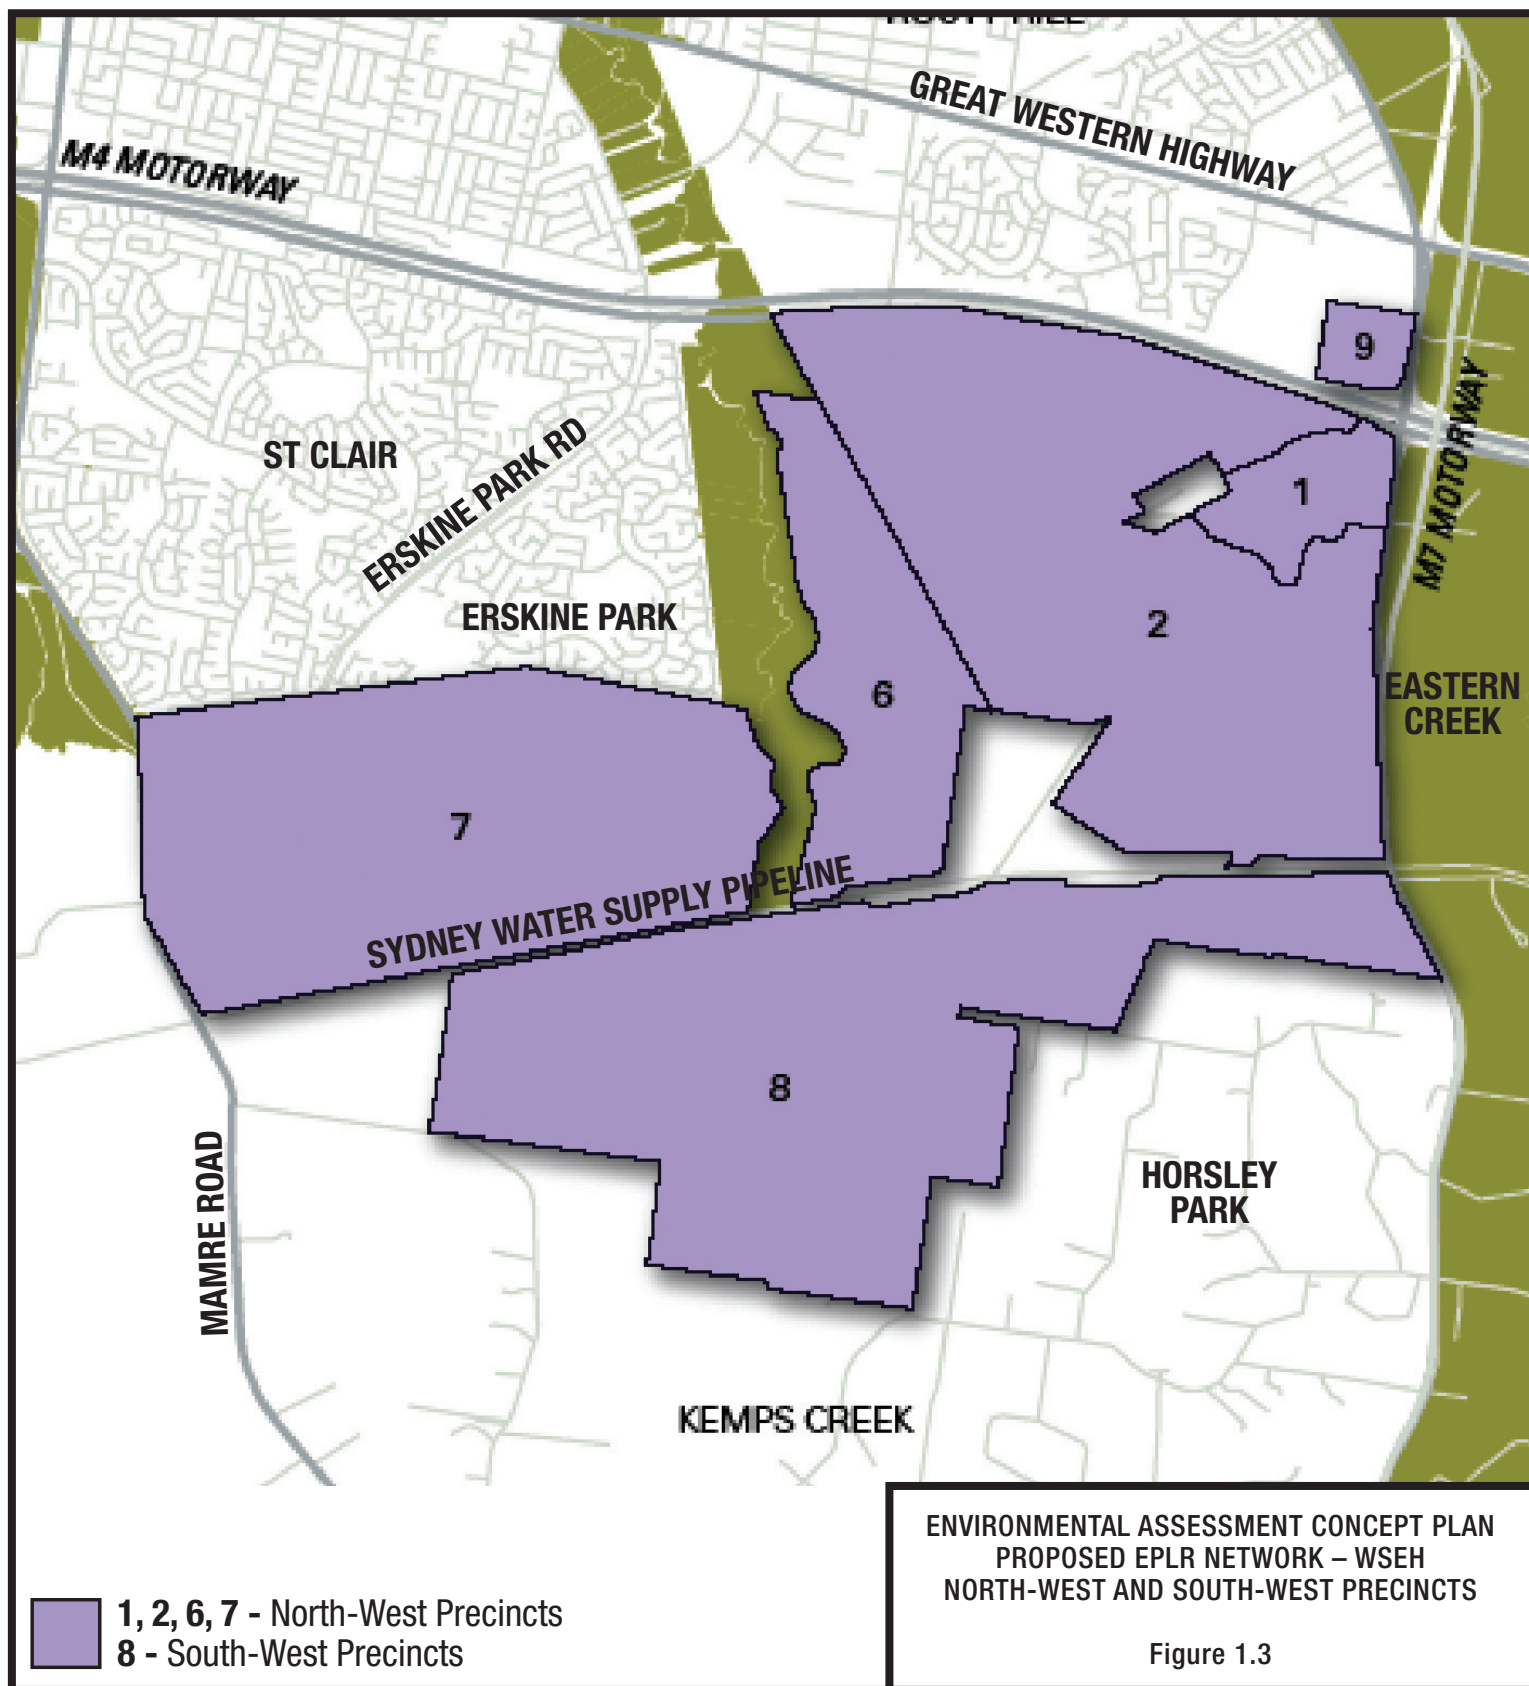 GREAT WESTERN HIGHWAY
M4 MOTORWAY
9
M7 MOTORWAY
ST CLAIR
ERSKINE PARK RD
1
ERSKINE PARK
2
6
EASTERN
CREEK
7
SYDNEY WATER SUPPLY PIPELINE
8
MAMRE ROAD
HORSLEY
PARK
KEMPS CREEK
ENVIRONMENTAL ASSESSMENT CONCEPT PLAN
PROPOSED EPLR NETWORK – WSEH
NORTH-WEST AND SOUTH-WEST PRECINCTS
Figure 1.3
1, 2, 6, 7 - North-West Precincts
8 - South-West Precincts